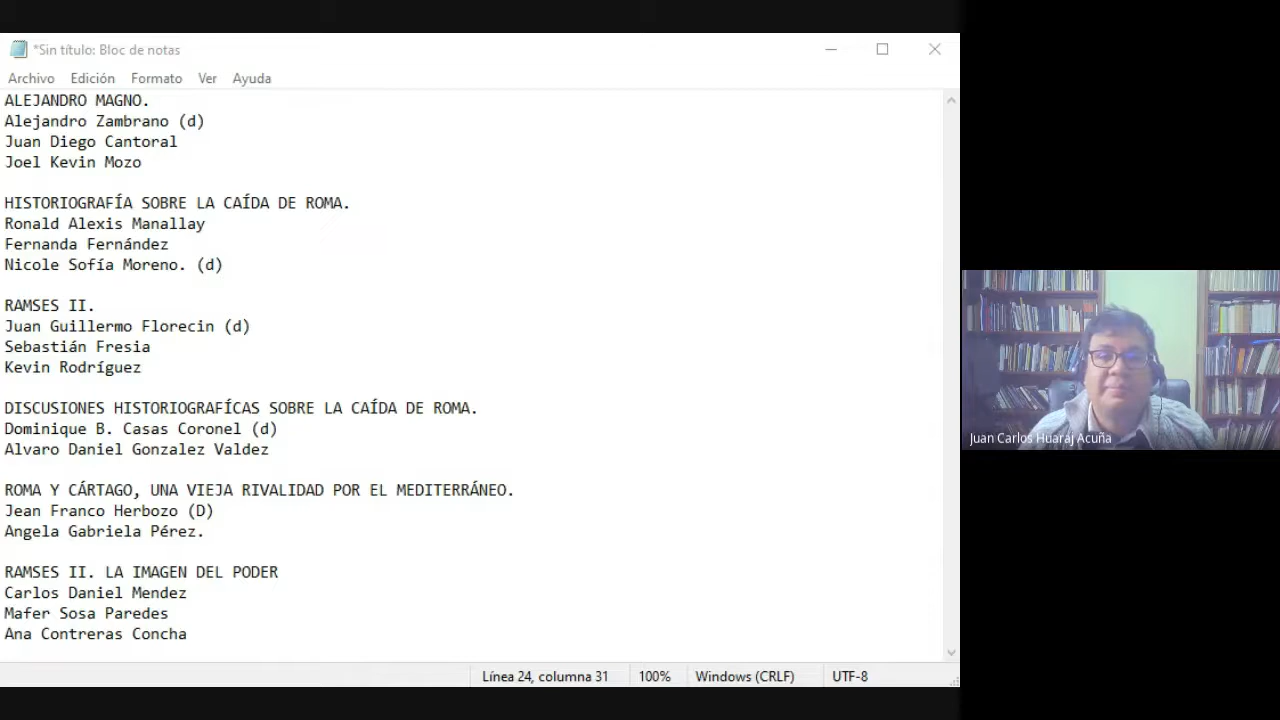 *Sin título: Bloc de notas
Archivo Edición Formato Ver Ayuda
ALEJANDRO MAGNO.
Alejandro Zambrano (d)
Juan Diego Cantoral
Joel Kevin Mozo
HISTORIOGRAFÍA SOBRE LA CAÍDA DE ROMA.
Ronald Alexis Manallay
Fernanda Fernández
Nicole Sofía Moreno. (d)
RAMSES II.
Juan Guillermo Florecin (d)
Sebastián Fresia
Kevin Rodríguez
DISCUSIONES HISTORIOGRAFÍCAS SOBRE LA CAÍDA DE ROMA.
Dominique B. Casas Coronel (d)
Alvaro Daniel Gonzalez Valdez
ROMA Y CÁRTAGO, UNA VIEJA RIVALIDAD POR EL MEDITERRÁNEO.
Jean Franco Herbozo (D)
Angela Gabriela Pérez.
RAMSES II. LA IMAGEN DEL PODER
Carlos Daniel Mendez
Mafer Sosa Paredes
Ana Contreras Concha
Línea 24, columna 31 100% Windows (CRLF) UTF-8
Juan Carlos Huaraj Acuña